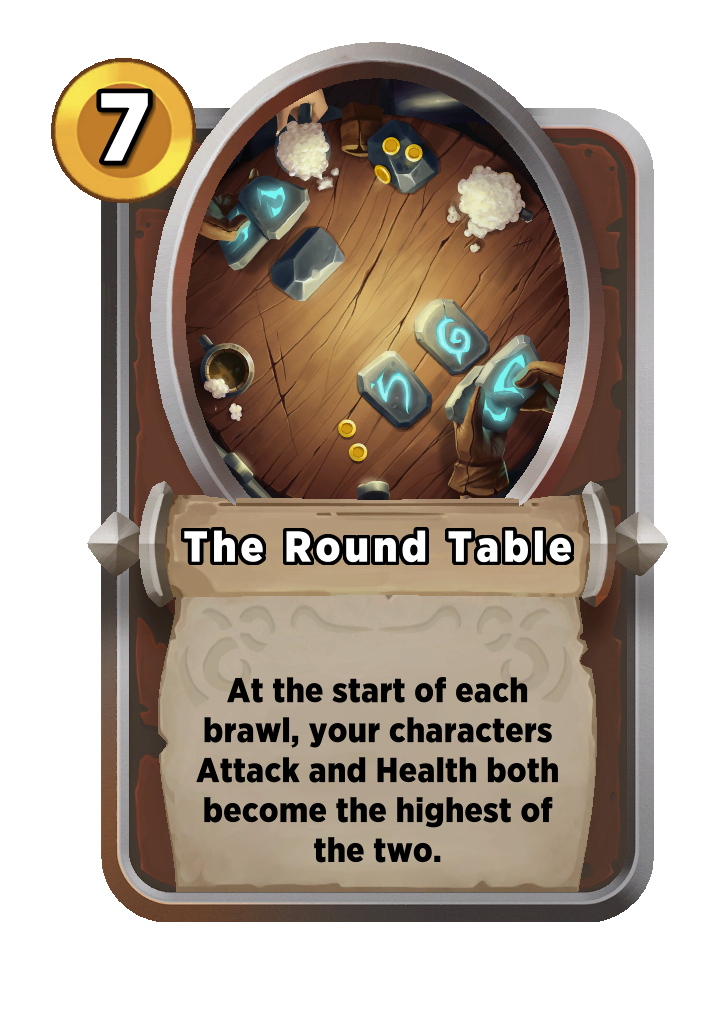 7
The Round Table
At the start of each
brawl, your characters
Attack and Health both
become the highest of
the two.